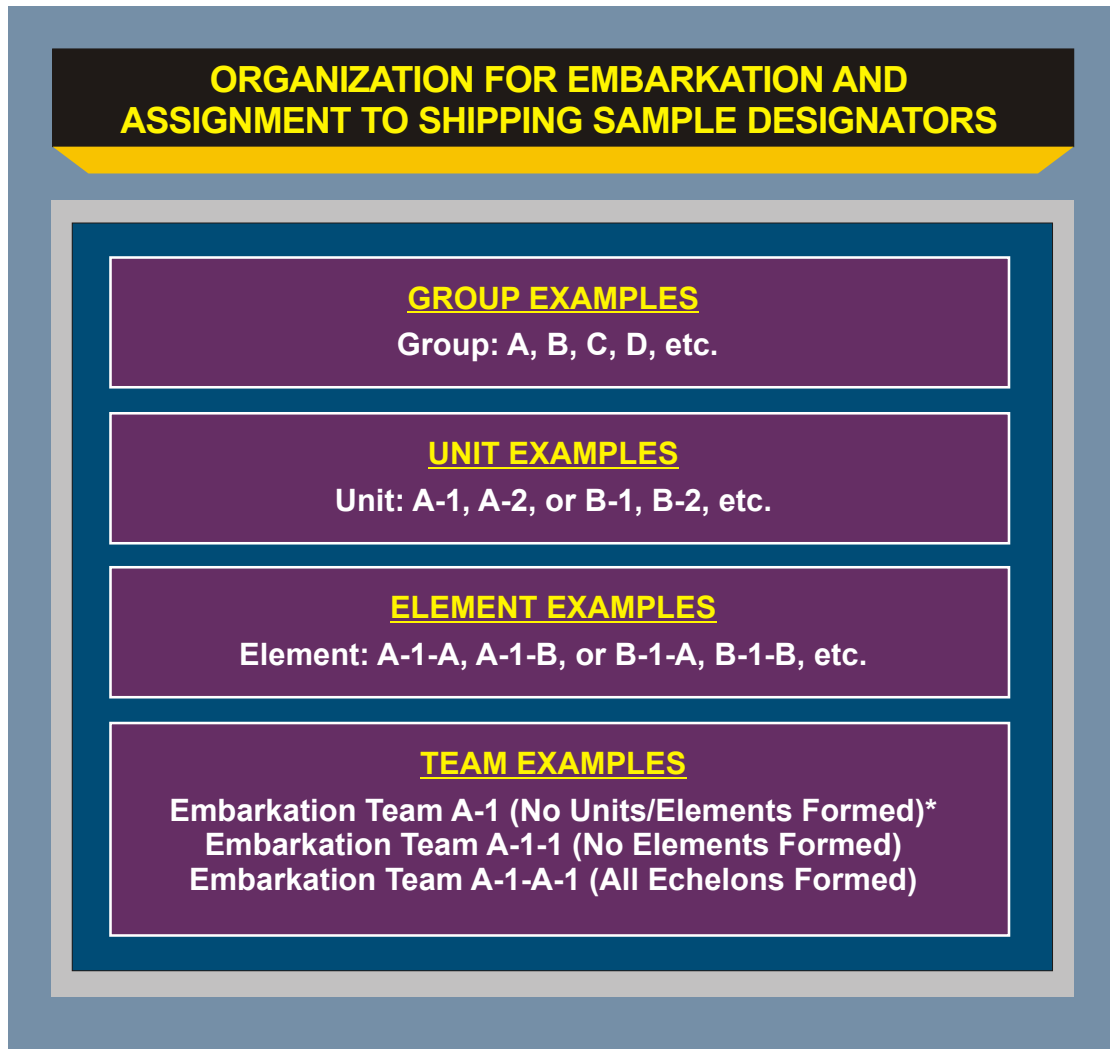 ORGANIZATION FOR EMBARKATION AND
ASSIGNMENT TO SHIPPING SAMPLE DESIGNATORS
GROUP EXAMPLES
Group: A, B, C, D, etc.
UNIT EXAMPLES
Unit: A-1, A-2, or B-1, B-2, etc.
ELEMENT EXAMPLES
Element: A-1-A, A-1-B, or B-1-A, B-1-B, etc.
TEAM EXAMPLES
Embarkation Team A-1 (No Units/Elements Formed)*
Embarkation Team A-1-1 (No Elements Formed)
Embarkation Team A-1-A-1 (All Echelons Formed)